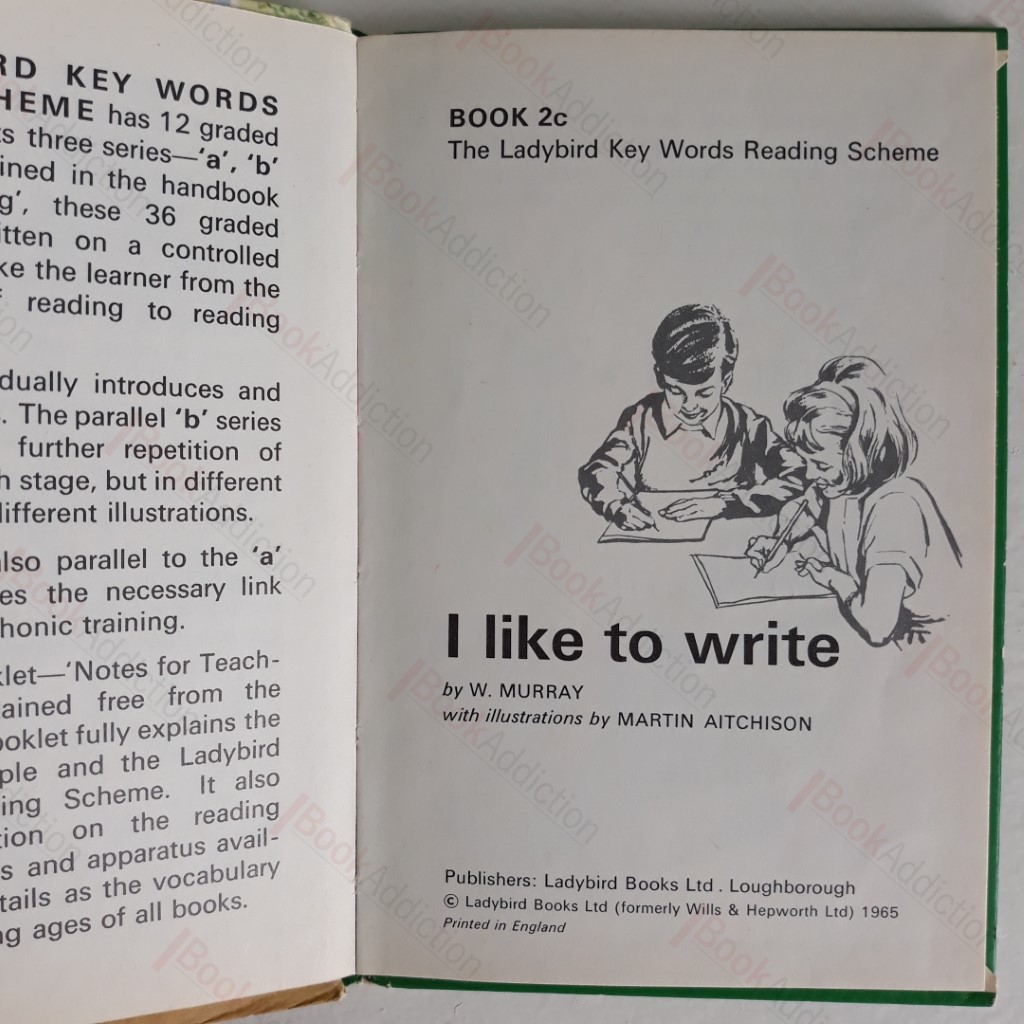 RD KEY WORDS
HEME has 12 graded
ts three series—‘a’, ‘b’
ined in the handbook
g’, these 36 graded
itten on a controlled
ke the learner from the
reading to reading
dually introduces and
. The parallel ‘b’ series
further repetition of
h stage, but in different
different illustrations.
also parallel to the ‘a’
es the necessary link
honic training.
klet—‘Notes for Teach-
ained free from the
ooklet fully explains the
ple and the Ladybird
ing Scheme. It also
tion on the reading
s and apparatus avail-
tails as the vocabulary
ng ages of all books.
BOOK 2c
The Ladybird Key Words Reading Scheme
I like to write
by W. MURRAY
with illustrations by MARTIN AITCHISON
Publishers: Ladybird Books Ltd . Loughborough
© Ladybird Books Ltd (formerly Wills & Hepworth Ltd) 1965
Printed in England
BookAddiction